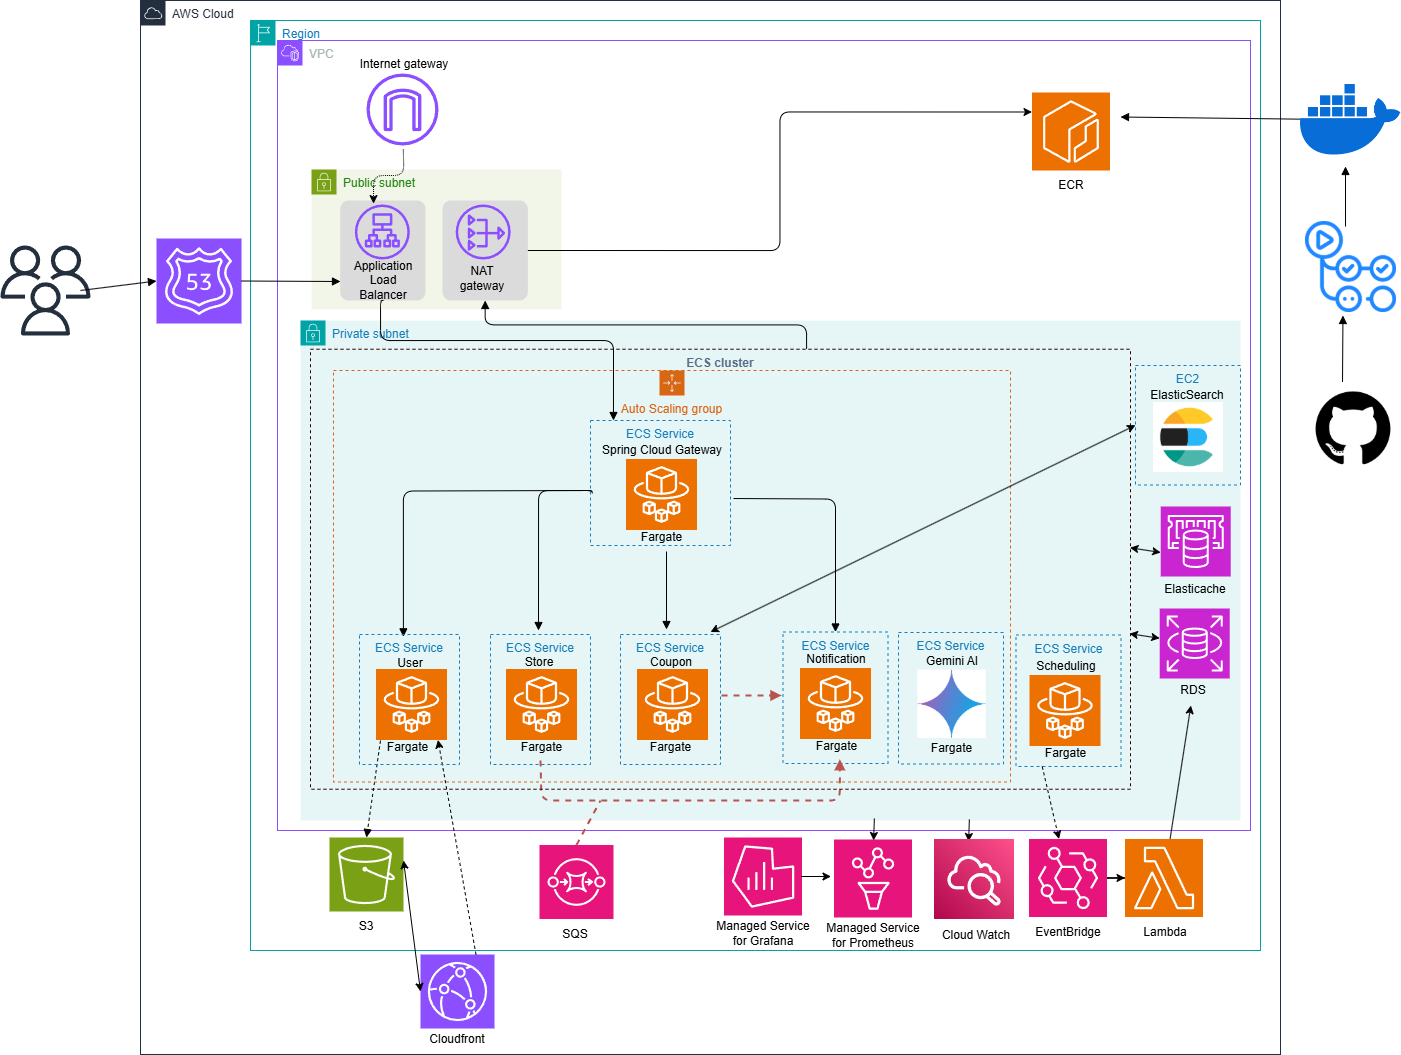 AWS Cloud
Region
VPC
Internet gateway
Public subnet
Application
Load
Balancer
NAT
gateway
ECR
53
Private subnet
ECS cluster
Auto Scaling group
ECS Service
Spring Cloud Gateway
Fargate
EC2
ElasticSearch
Elasticache
RDS
ECS Service
User
Fargate
ECS Service
Store
Fargate
ECS Service
Coupon
Fargate
ECS Service
Notification
Fargate
ECS Service
Gemini AI
Fargate
ECS Service
Scheduling
Fargate
S3
SQS
Managed Service
for Grafana
Managed Service
for Prometheus
Cloud Watch
EventBridge
Lambda
Cloudfront